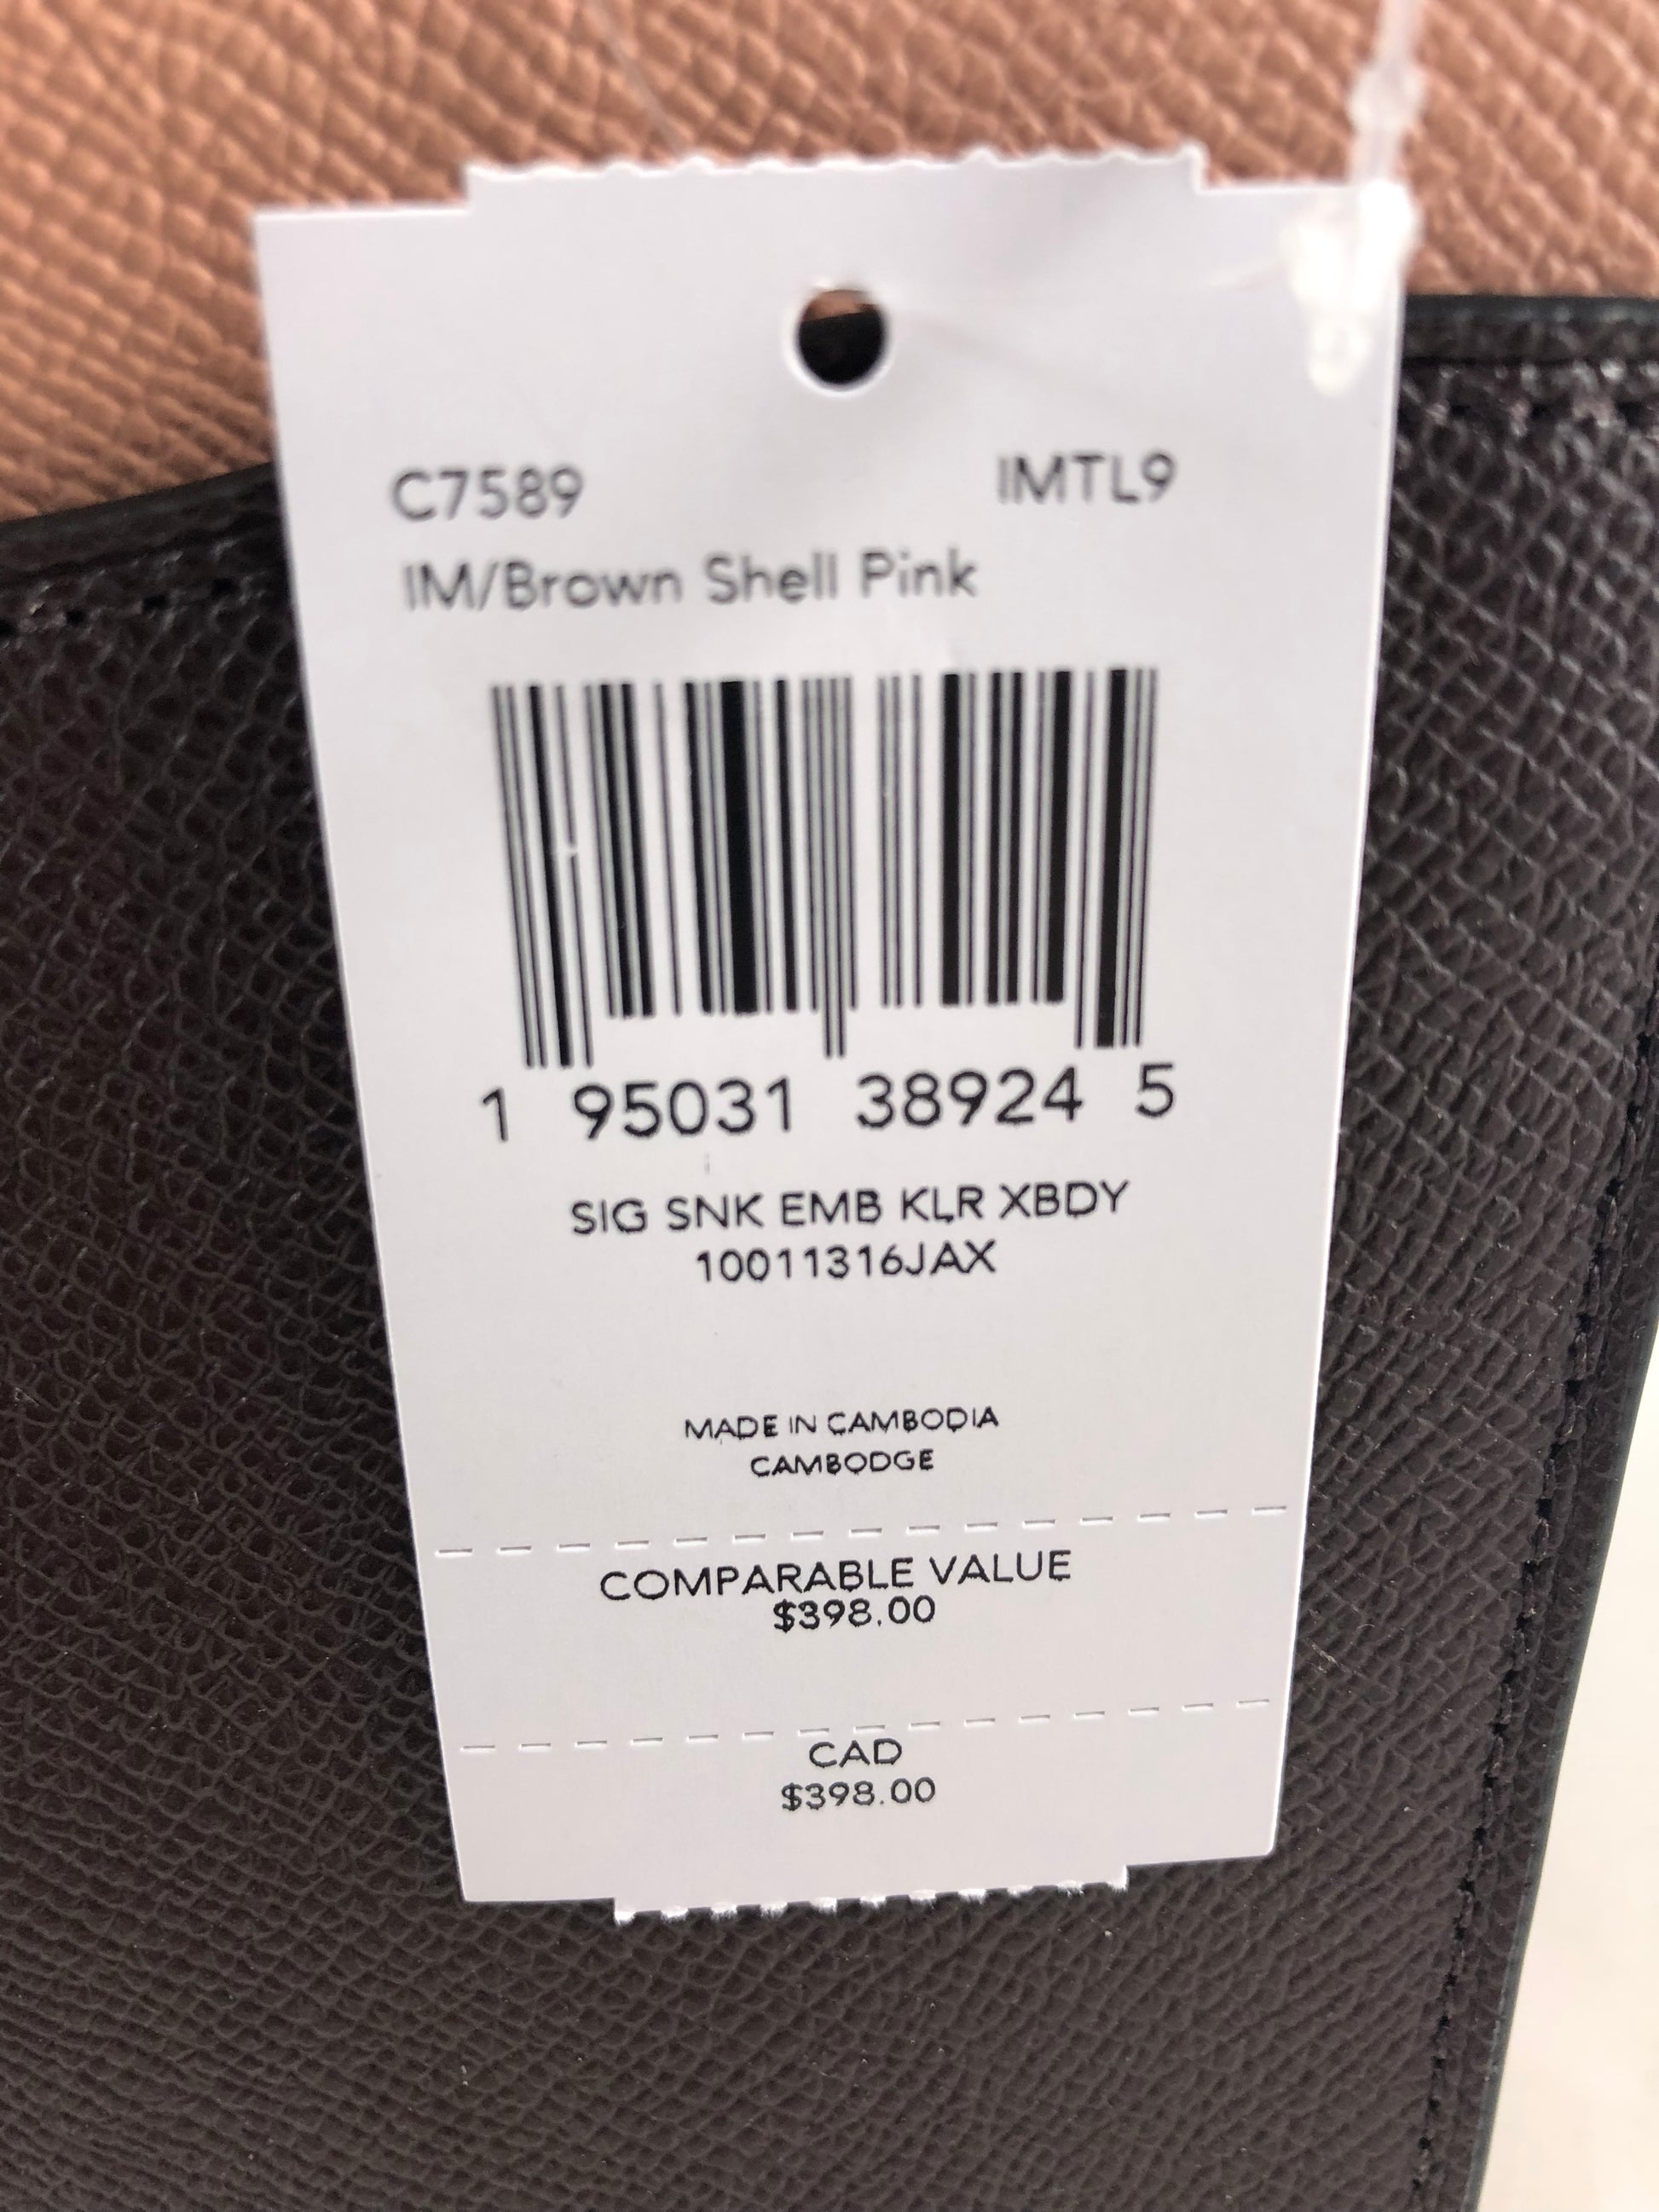 C7589 IMTL9
IM/Brown Shell Pink
1 95031 38924 5
SIG SNK EMB KLR XBDY
10011316JAX
MADE IN CAMBODIA
CAMBODGE
COMPARABLE VALUE
$398.00
CAD
$398.00